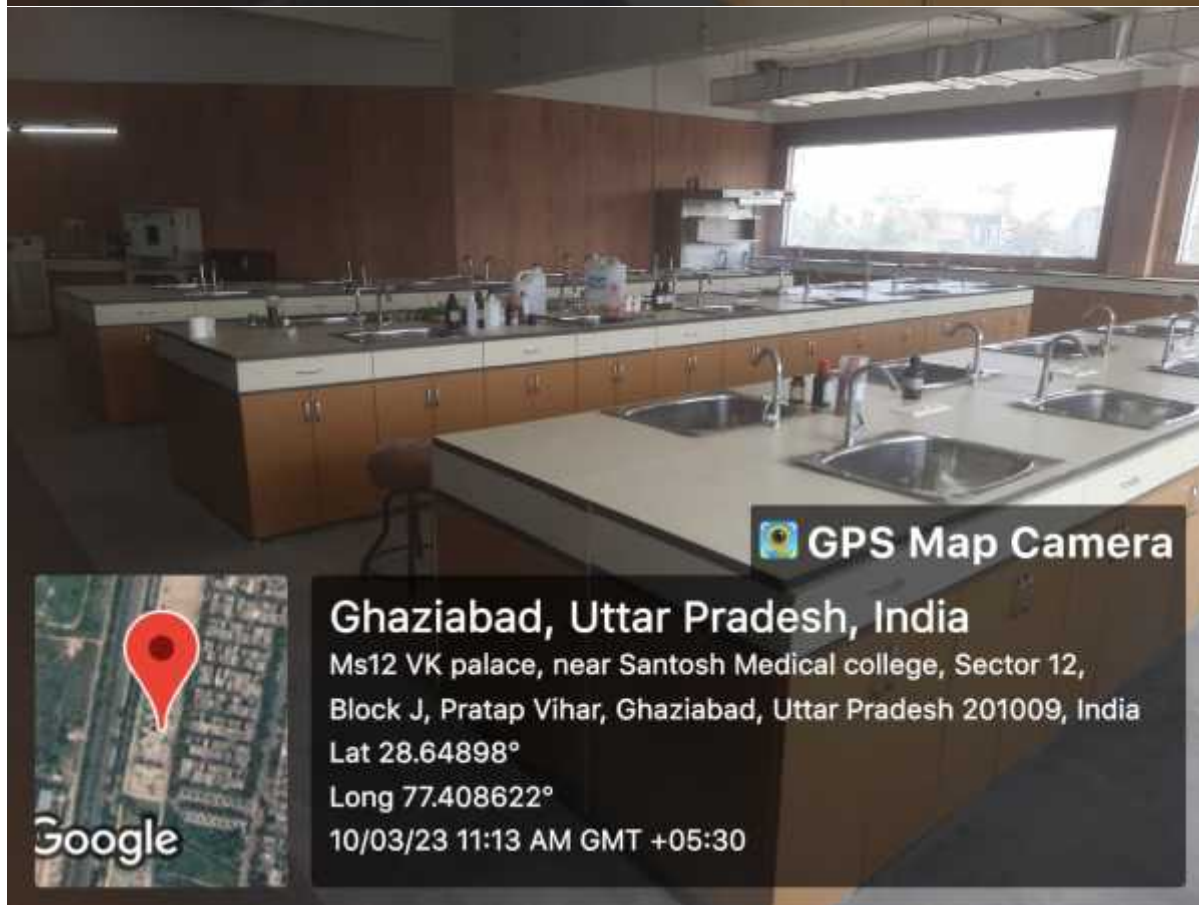 GPS Map Camera
Ghaziabad, Uttar Pradesh, India
Ms12 VK palace, near Santosh Medical college, Sector 12,
Block J, Pratap Vihar, Ghaziabad, Uttar Pradesh 201009, India
Lat 28.64898°
Long 77.408622°
10/03/23 11:13 AM GMT +05:30
Google